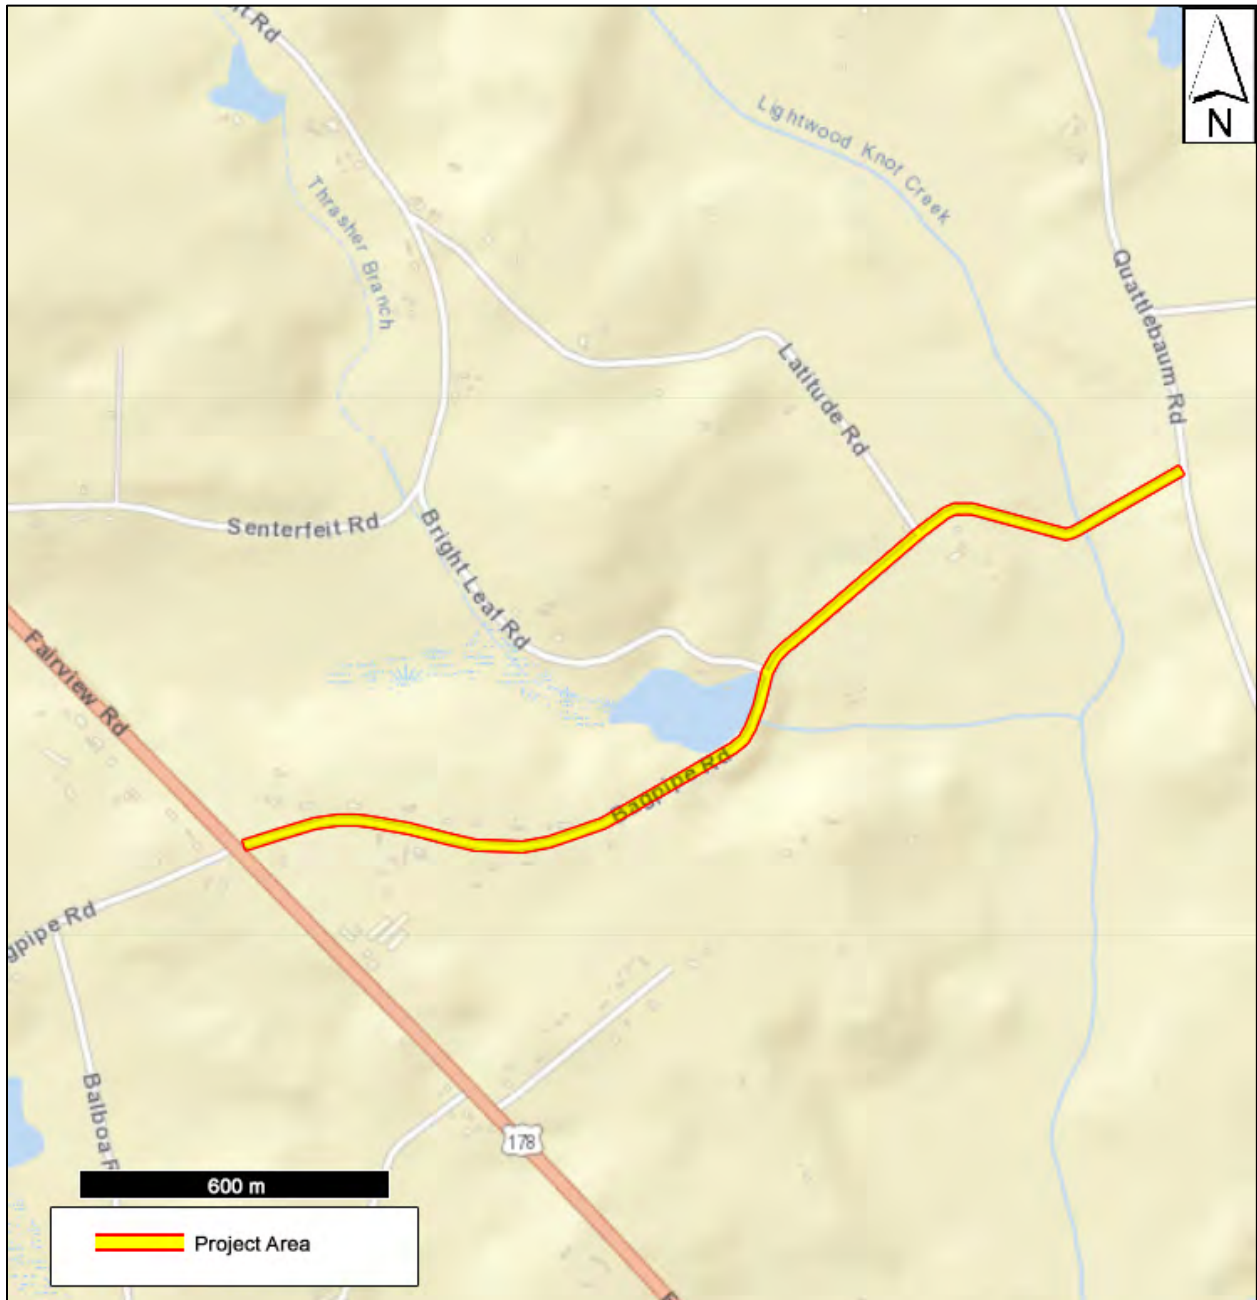 Rd
N
Lightwood Knot Creek
Thrasher Branch
Quattlebaum Rd
Latitude Rd
Senterfeit Rd
Bright Leaf Rd
Fairview Rd
Bagpipe Rd
gpipe Rd
Balboa R
178
600 m
Project Area